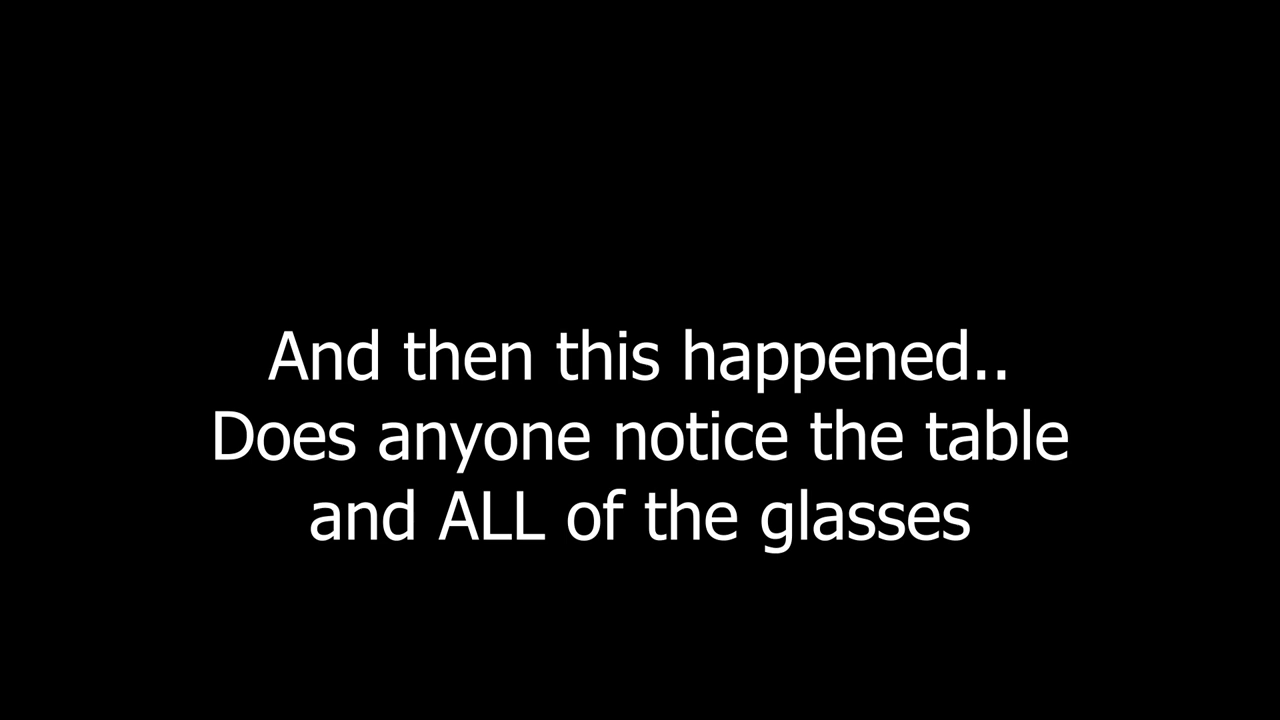 And then this happened..
Does anyone notice the table
and ALL of the glasses